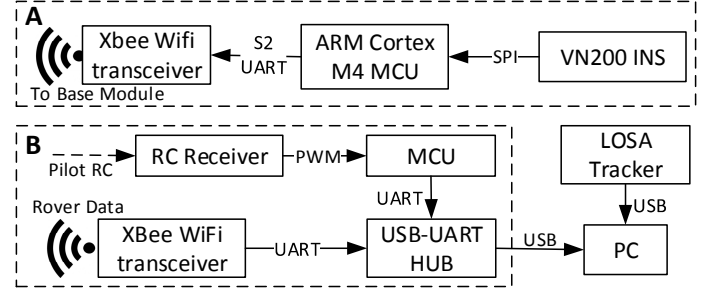 A
Xbee Wifi
transceiver
S2
UART
ARM Cortex
M4 MCU
SPI
VN200 INS
To Base Module
B
Pilot RC
RC Receiver
PWM
MCU
LOSA
Tracker
UART
USB
Rover Data
XBee WiFi
transceiver
UART
USB-UART
HUB
USB
PC